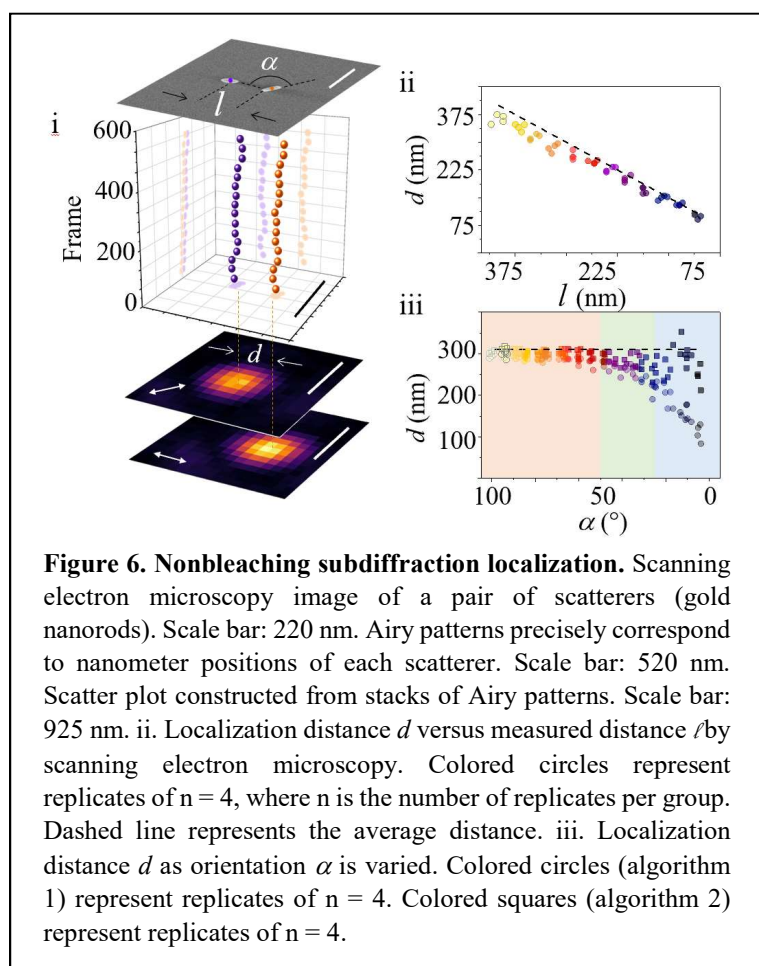 α
l
i
600
400
200
0
Frame
d
ii
375
225
75
d (nm)
375
225
75
l (nm)
iii
300
200
100
d (nm)
100
50
0
α (°)
Figure 6. Nonbleaching subdiffraction localization. Scanning
electron microscopy image of a pair of scatterers (gold
nanorods). Scale bar: 220 nm. Airy patterns precisely correspond
to nanometer positions of each scatterer. Scale bar: 520 nm.
Scatter plot constructed from stacks of Airy patterns. Scale bar:
925 nm. ii. Localization distance d versus measured distance ℓby
scanning electron microscopy. Colored circles represent
replicates of n = 4, where n is the number of replicates per group.
Dashed line represents the average distance. iii. Localization
distance d as orientation α is varied. Colored circles (algorithm
1) represent replicates of n = 4. Colored squares (algorithm 2)
represent replicates of n = 4.